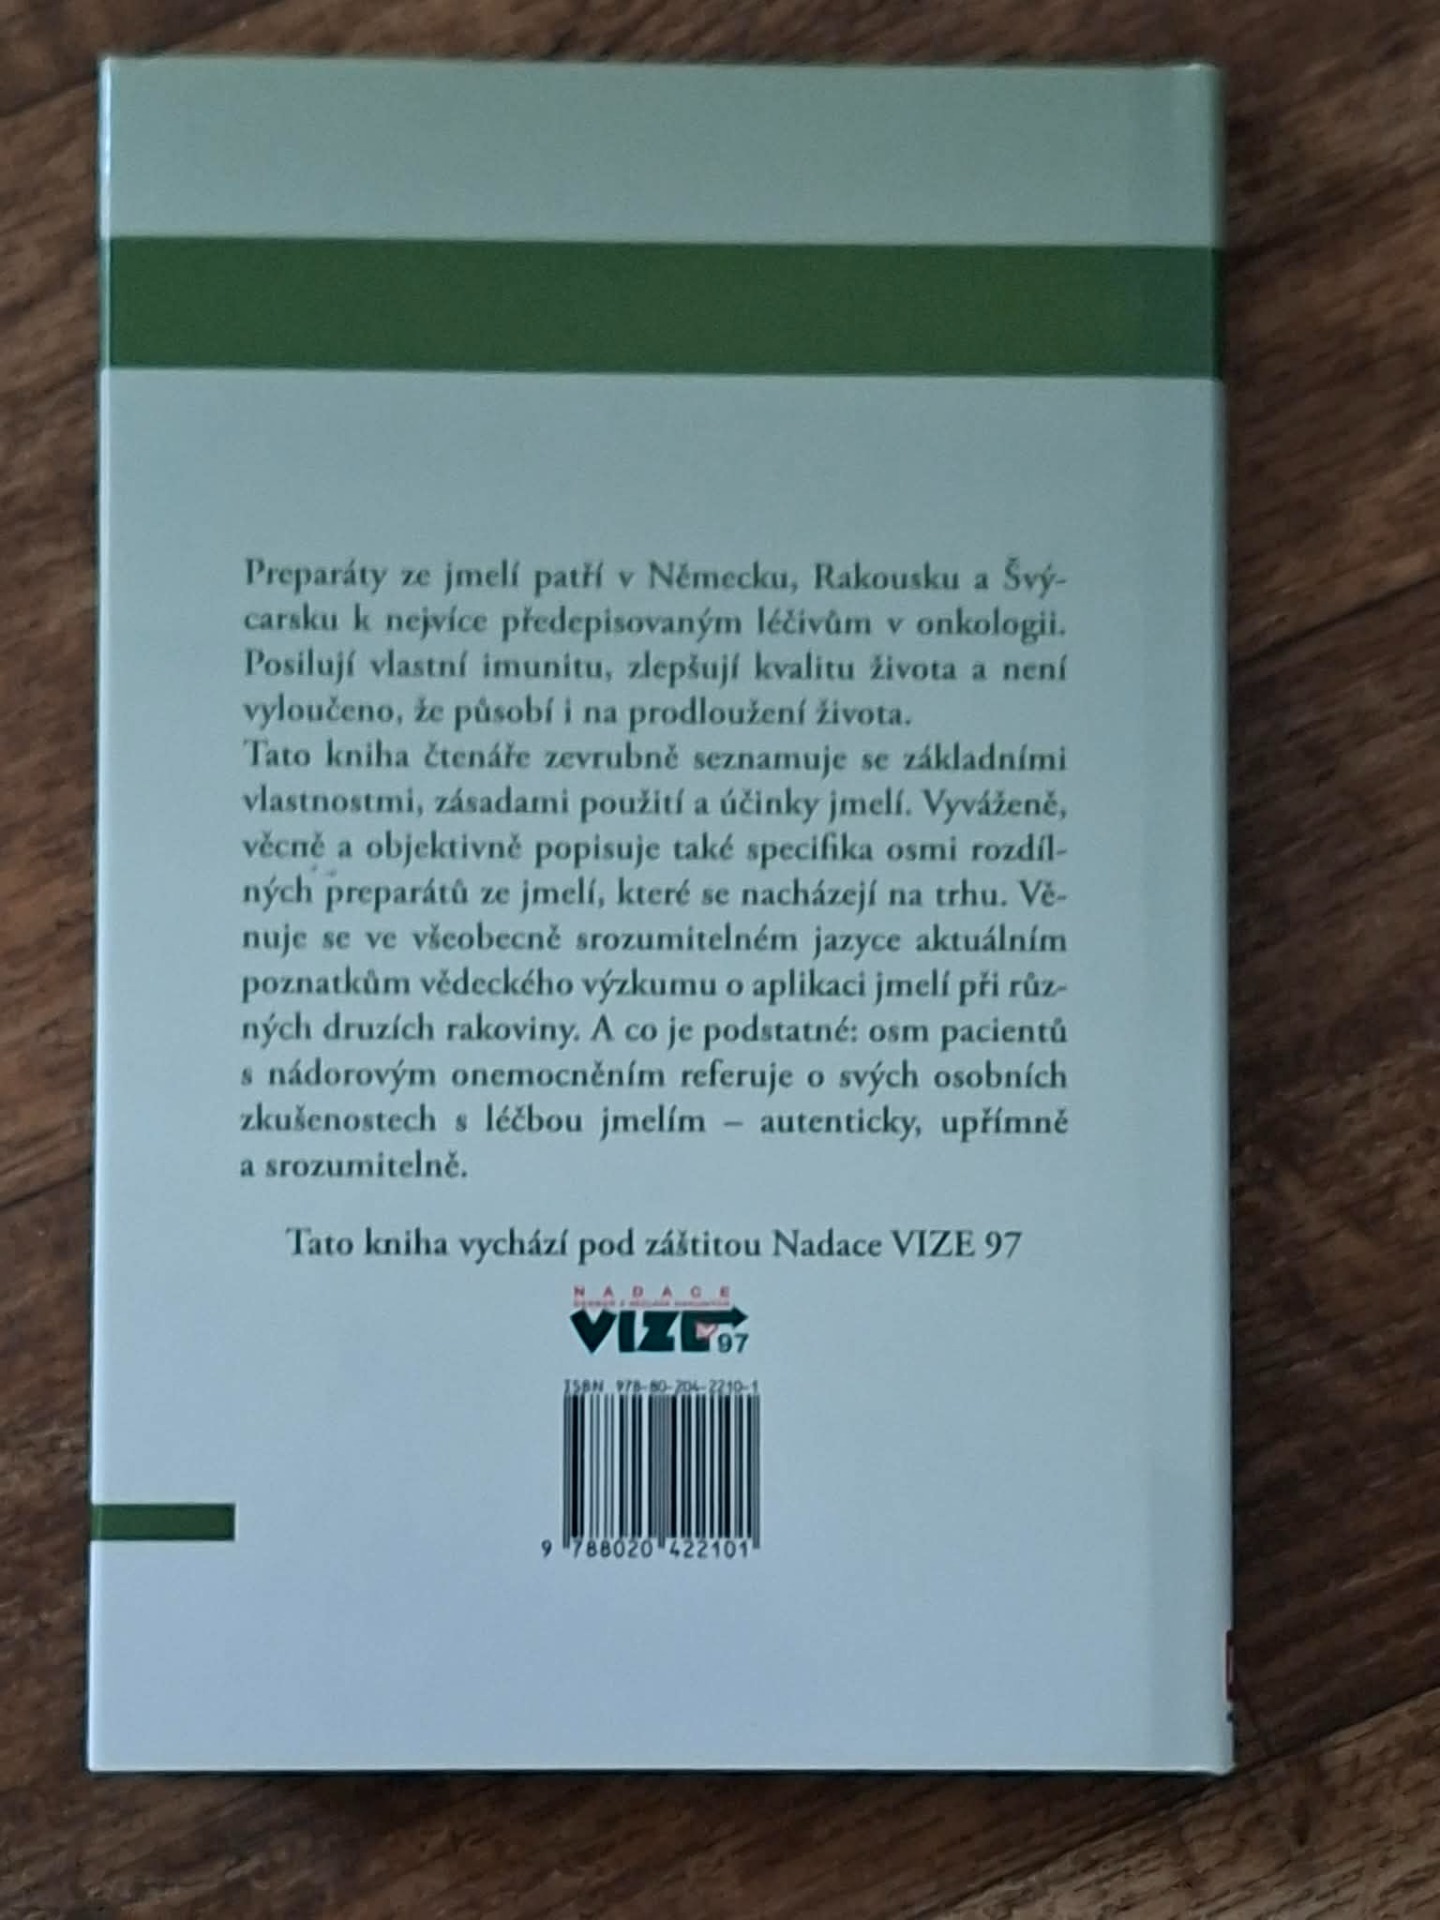 Preparáty ze jmelí patří v Německu, Rakousku a Švý-
carsku k nejvíce předepisovaným léčivům v onkologii.
Posilují vlastní imunitu, zlepšují kvalitu života a není
vyloučeno, že působí i na prodloužení života.
Tato kniha čtenáře zevrubně seznamuje se základními
vlastnostmi, zásadami použití a účinky jmelí. Vyváženě,
věcně a objektivně popisuje také specifika osmi rozdíl-
ných preparátů ze jmelí, které se nacházejí na trhu. Vě-
nuje se ve všeobecně srozumitelném jazyce aktuálním
poznatkům vědeckého výzkumu o aplikaci jmelí při růz-
ných druzích rakoviny. A co je podstatné: osm pacientů
s nádorovým onemocněním referuje o svých osobních
zkušenostech s léčbou jmelím – autenticky, upřímně
a srozumitelně.
Tato kniha vychází pod záštitou Nadace VIZE 97
NADACE
VIZE 97
ISBN 978-80-204-2210-1
9 788020 422101